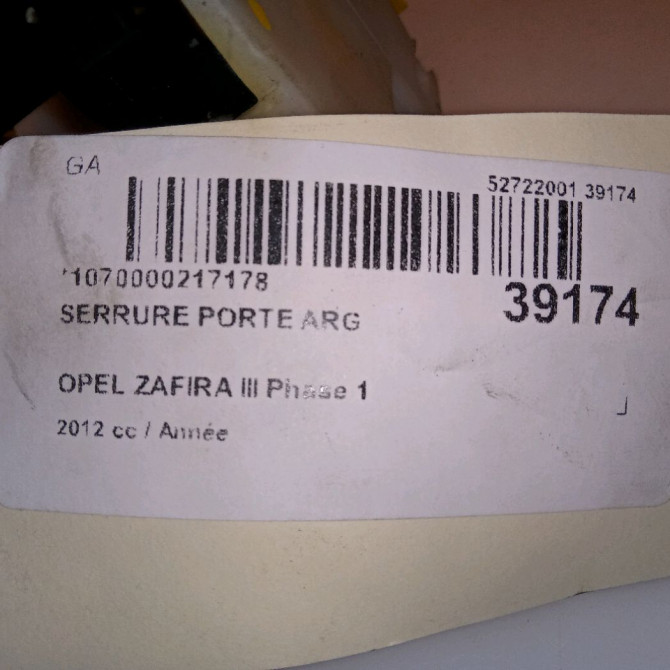 GA
52722001 39174
'1070000217178
39174
SERRURE PORTE ARG
OPEL ZAFIRA III Phase 1
2012 cc / Année